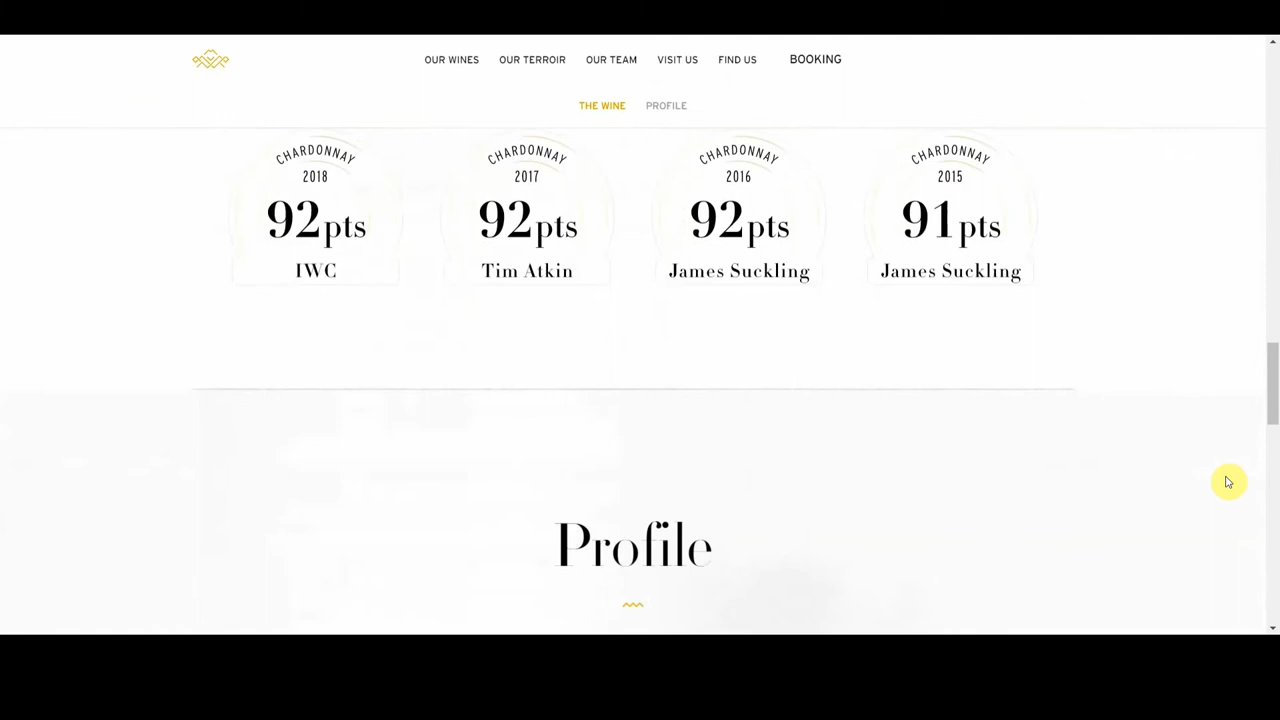 OUR WINES OUR TERROIR OUR TEAM VISIT US FIND US BOOKING
THE WINE PROFILE
CHARDONNAY CHARDONNAY CHARDONNAY CHARDONNAY
2018 2017 2016 2015
92pts 92pts 92pts 91pts
IWC Tim Atkin James Suckling James Suckling
Profile